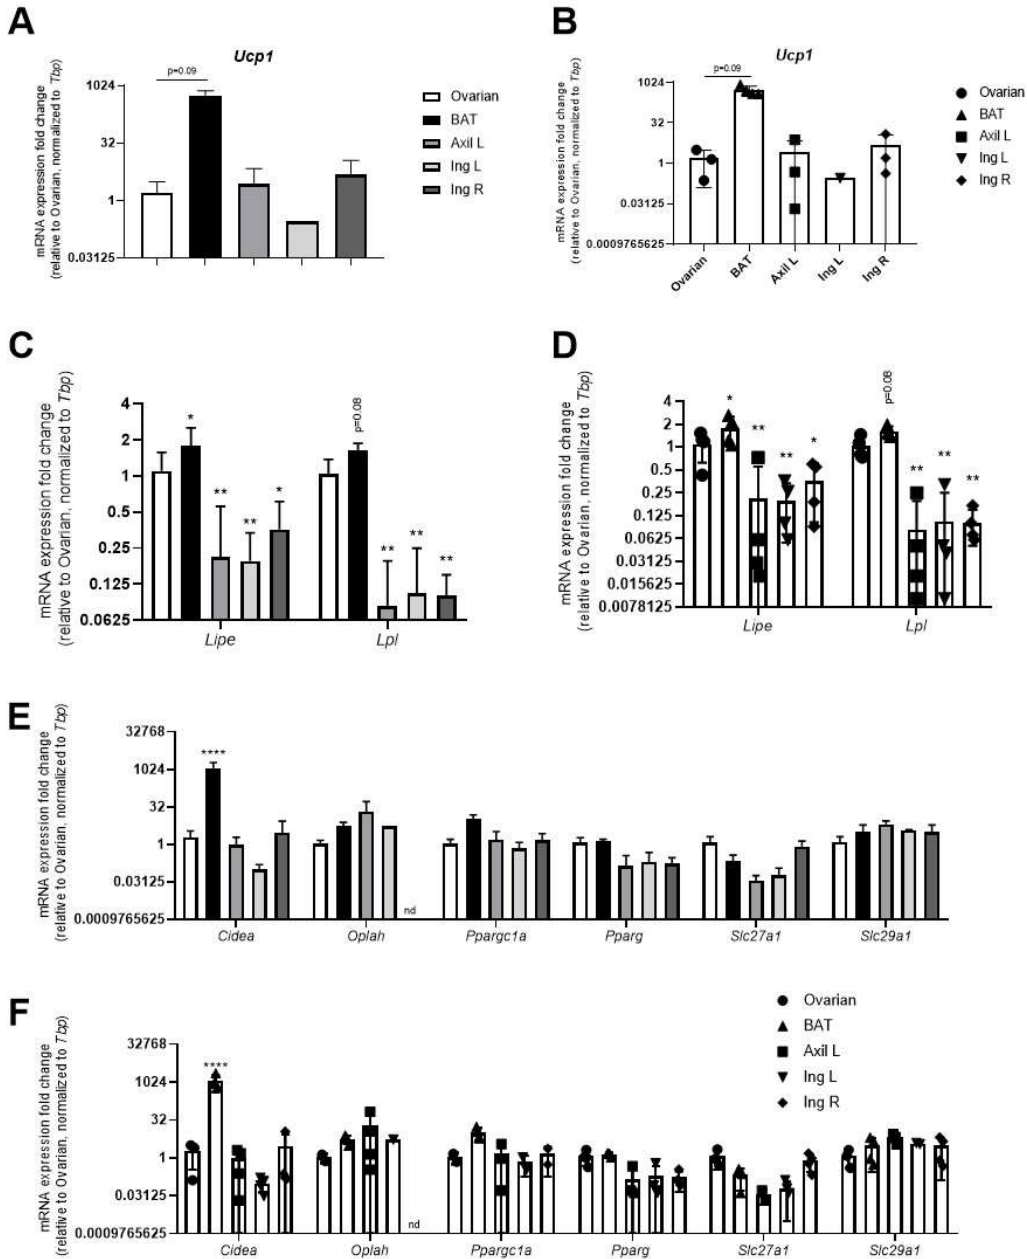 A
Ucp1
p=0.09
mRNA expression fold change
(relative to Ovarian, normalized to Tbp)
1024
32
1
0.03125
Ovarian
BAT
Axil L
Ing L
Ing R
B
Ucp1
p=0.09
mRNA expression fold change
(relative to Ovarian, normalized to Tbp)
1024
32
1
0.03125
0.0009765625
Ovarian
BAT
Axil L
Ing L
Ing R
Ovarian
BAT
Axil L
Ing L
Ing R
C
mRNA expression fold change
(relative to Ovarian, normalized to Tbp)
4
2
1
0.5
0.25
0.125
0.0625
*
**
**
*
p=0.08
**
**
**
Lipe
Lpl
D
mRNA expression fold change
(relative to Ovarian, normalized to Tbp)
4
2
1
0.5
0.25
0.125
0.0625
0.03125
0.015625
0.0078125
*
**
**
*
p=0.08
**
**
**
Lipe
Lpl
E
mRNA expression fold change
(relative to Ovarian, normalized to Tbp)
32768
1024
32
1
0.03125
0.0009765625
****
nd
Cidea
Oplah
Ppargc1a
Pparg
Slc27a1
Slc29a1
F
Ovarian
BAT
Axil L
Ing L
Ing R
mRNA expression fold change
(relative to Ovarian, normalized to Tbp)
32768
1024
32
1
0.03125
0.0009765625
****
nd
Cidea
Oplah
Ppargc1a
Pparg
Slc27a1
Slc29a1